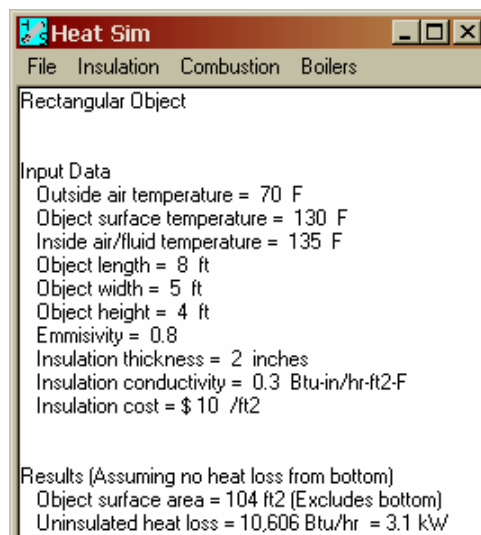 Heat Sim
File Insulation Combustion Boilers
Rectangular Object
Input Data
Outside air temperature = 70 F
Object surface temperature = 130 F
Inside air/fluid temperature = 135 F
Object length = 8 ft
Object width = 5 ft
Object height = 4 ft
Emmisivity = 0.8
Insulation thickness = 2 inches
Insulation conductivity = 0.3 Btu-in/hr-ft2-F
Insulation cost = $ 10 /ft2
Results (Assuming no heat loss from bottom)
Object surface area = 104 ft2 (Excludes bottom)
Uninsulated heat loss = 10,606 Btu/hr = 3.1 kW